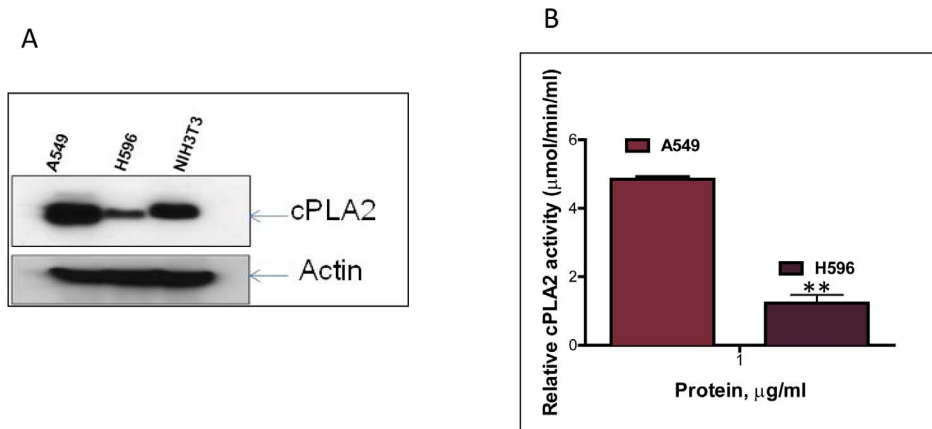 A
A549
H596
NIH3T3
cPLA2
Actin
B
Relative cPLA2 activity (μmol/min/ml)
6
4
2
0
A549
H596
**
1
Protein, μg/ml